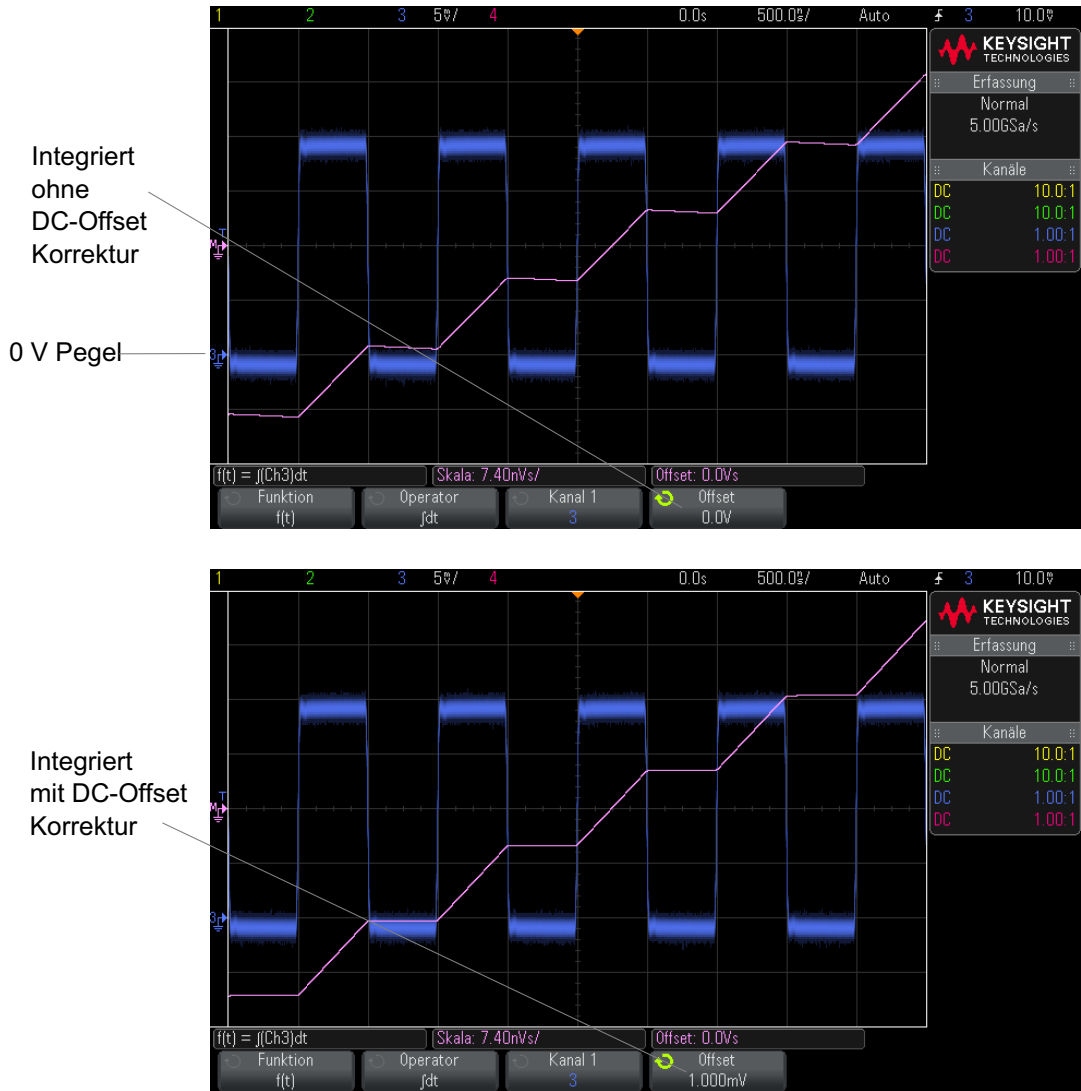 1 2 3 5V/ 4 0.0s 500.0ns/ Auto 3 10.0V
KEYSIGHT
TECHNOLOGIES
Erfassung
Normal
5.00GSa/s
Kanäle
DC 10.0:1
DC 10.0:1
DC 1.00:1
DC 1.00:1
Integriert
ohne
DC-Offset
Korrektur
T
M
0 V Pegel
3
f(t) = ∫(Ch3)dt Skala: 7.40nVs/ Offset: 0.0Vs
Funktion Operator Kanal 1 Offset
f(t) ∫dt 3 0.0V
1 2 3 5V/ 4 0.0s 500.0ns/ Auto 3 10.0V
KEYSIGHT
TECHNOLOGIES
Erfassung
Normal
5.00GSa/s
Kanäle
DC 10.0:1
DC 10.0:1
DC 1.00:1
DC 1.00:1
Integriert
mit DC-Offset
Korrektur
T
M
3
f(t) = ∫(Ch3)dt Skala: 7.40nVs/ Offset: 0.0Vs
Funktion Operator Kanal 1 Offset
f(t) ∫dt 3 1.000mV